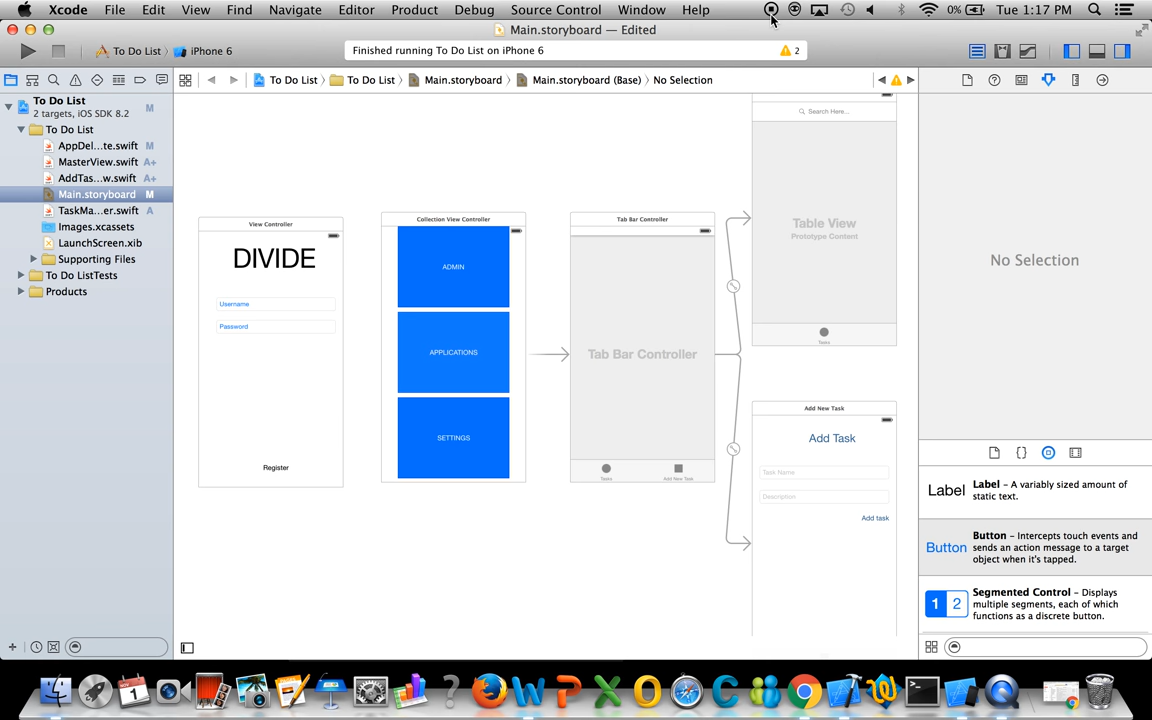 Xcode File Edit View Find Navigate Editor Product Debug Source Control Window Help 0% Tue 1:17 PM
Main.storyboard — Edited
To Do List iPhone 6 Finished running To Do List on iPhone 6 2
To Do List To Do List Main.storyboard Main.storyboard (Base) No Selection
To Do List M
2 targets, iOS SDK 8.2
To Do List
AppDel...te.swift M
MasterView.swift A+
AddTas...w.swift A+
Main.storyboard M
TaskMa...er.swift A
Images.xcassets
LaunchScreen.xib
Supporting Files
To Do ListTests
Products
View Controller
DIVIDE
Username
Password
Register
Collection View Controller
ADMIN
APPLICATIONS
SETTINGS
Tab Bar Controller
Tab Bar Controller
Tasks Add New Task
Search Here...
Table View
Prototype Content
Tasks
Add New Task
Add Task
Task Name
Description
Add task
No Selection
Label Label – A variably sized amount of
static text.
Button Button – Intercepts touch events and
sends an action message to a target
object when it's tapped.
1 2 Segmented Control – Displays
multiple segments, each of which
functions as a discrete button.